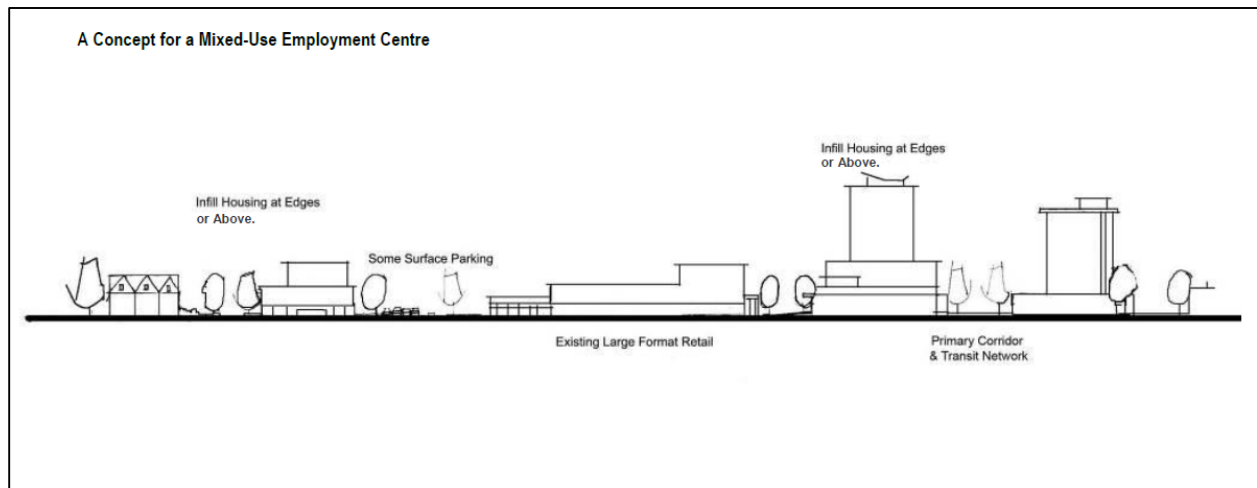 A Concept for a Mixed-Use Employment Centre
Infill Housing at Edges
or Above.
Infill Housing at Edges
or Above.
Some Surface Parking
Existing Large Format Retail
Primary Corridor
& Transit Network